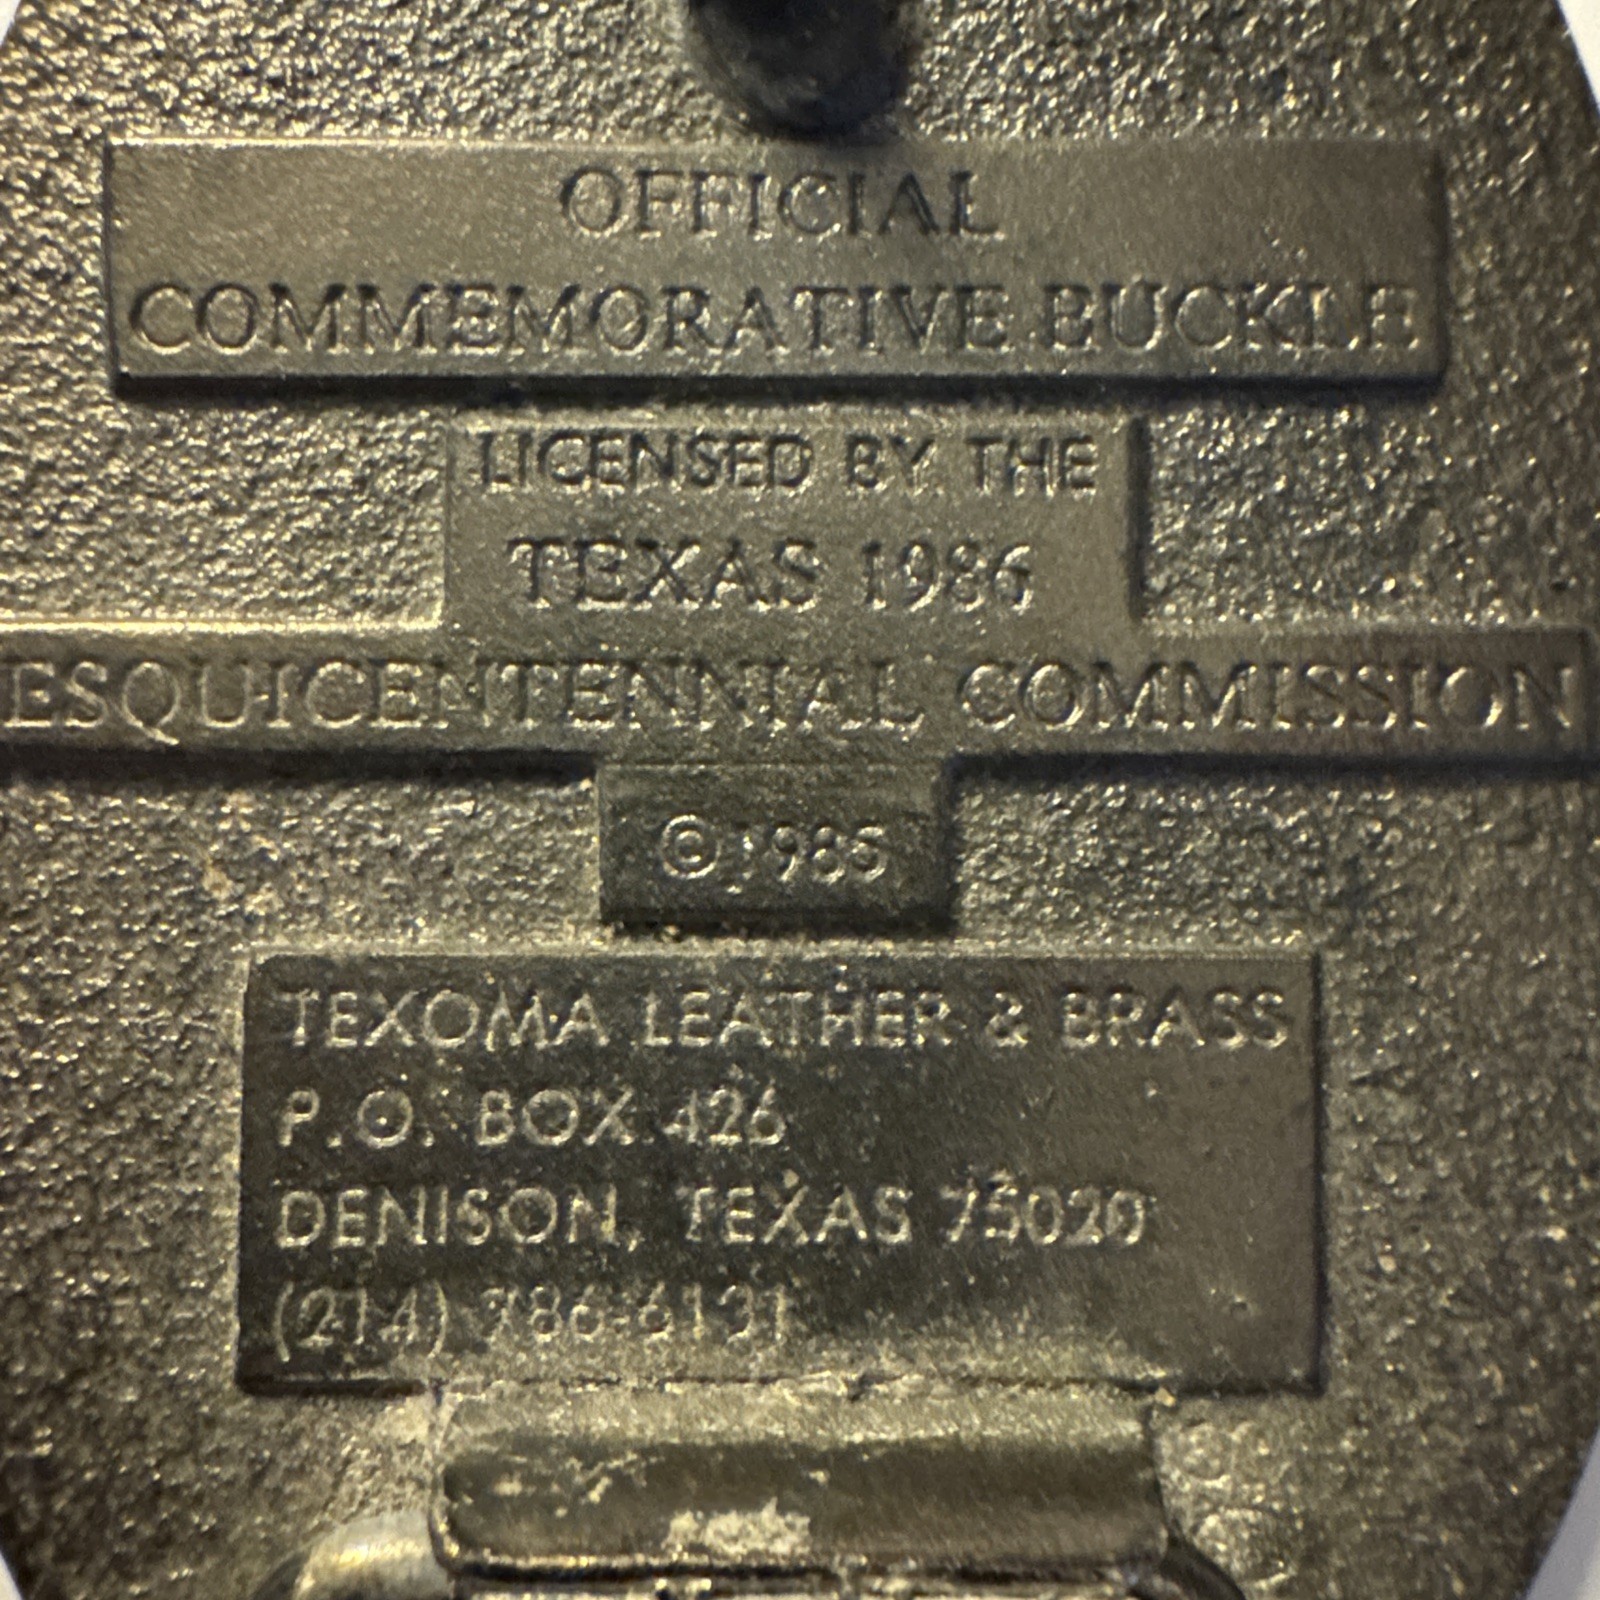 OFFICIAL
COMMEMORATIVE BUCKLE
LICENSED BY THE
TEXAS 1986
ESQUICENTENNIAL COMMISSION
© 1985
TEXOMA LEATHER & BRASS
P.O. BOX 426
DENISON, TEXAS 75020
(214) 786-6131